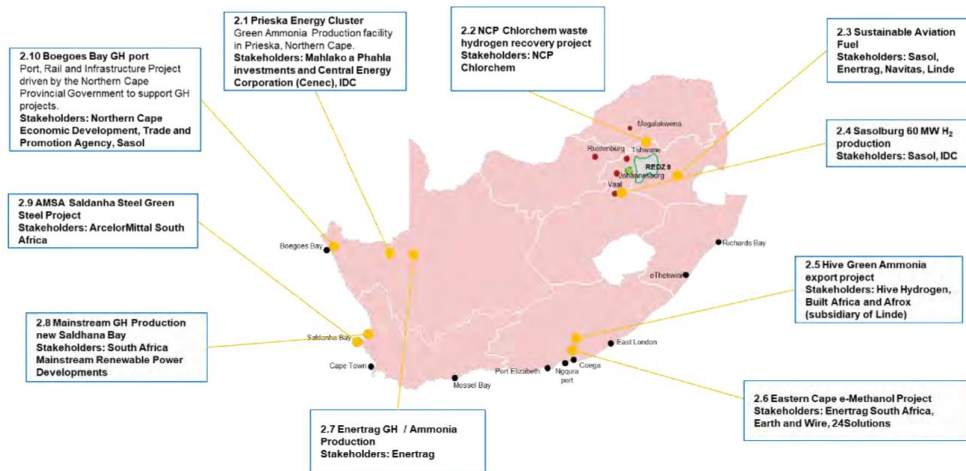 2.1 Prieska Energy Cluster
Green Ammonia Production facility
in Prieska, Northern Cape.
Stakeholders: Mahlako a Phahla
investments and Central Energy
Corporation (Cenec), IDC
2.2 NCP Chlorchem waste
hydrogen recovery project
Stakeholders: NCP
Chlorchem
2.3 Sustainable Aviation
Fuel
Stakeholders: Sasol,
Enertrag, Navitas, Linde
2.10 Boegoes Bay GH port
Port, Rail and Infrastructure Project
driven by the Northern Cape
Provincial Government to support GH
projects.
Stakeholders: Northern Cape
Economic Development, Trade and
Promotion Agency, Sasol
2.4 Sasolburg 60 MW H₂
production
Stakeholders: Sasol, IDC
2.9 AMSA Saldanha Steel Green
Steel Project
Stakeholders: ArcelorMittal South
Africa
2.5 Hive Green Ammonia
export project
Stakeholders: Hive Hydrogen,
Built Africa and Afrox
(subsidiary of Linde)
2.8 Mainstream GH Production
new Saldhana Bay
Stakeholders: South Africa
Mainstream Renewable Power
Developments
2.7 Enertrag GH / Ammonia
Production
Stakeholders: Enertrag
2.6 Eastern Cape e-Methanol Project
Stakeholders: Enertrag South Africa,
Earth and Wire, 24Solutions
Mogalakwena
Rustenburg
Tshwane
REDZ 9
Johannesburg
Vaal
Richards Bay
Boegoes Bay
eThekwini
Saldanha Bay
East London
Cape Town
Port Elizabeth
Coega
Ngqura
port
Mossel Bay